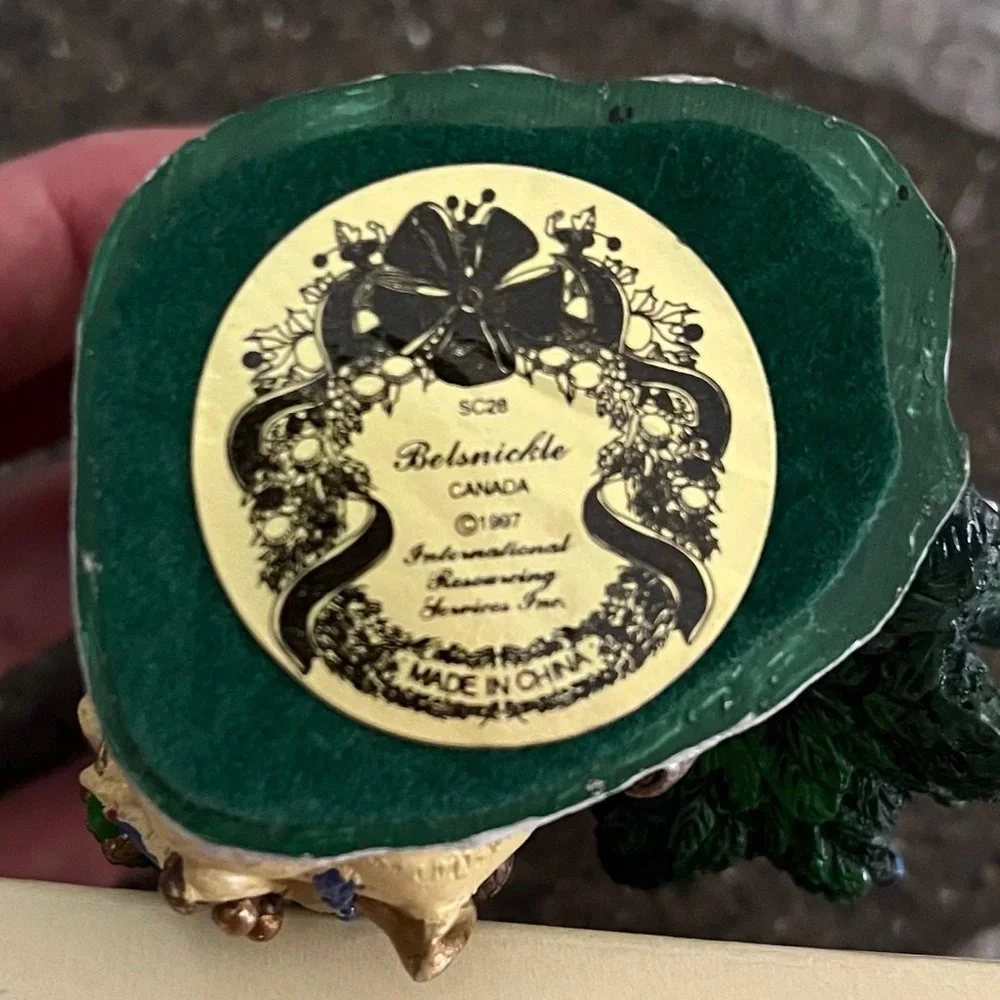 SC28
Belsnickle
CANADA
©1997
International
Resourcing
Services Inc.
MADE IN CHINA